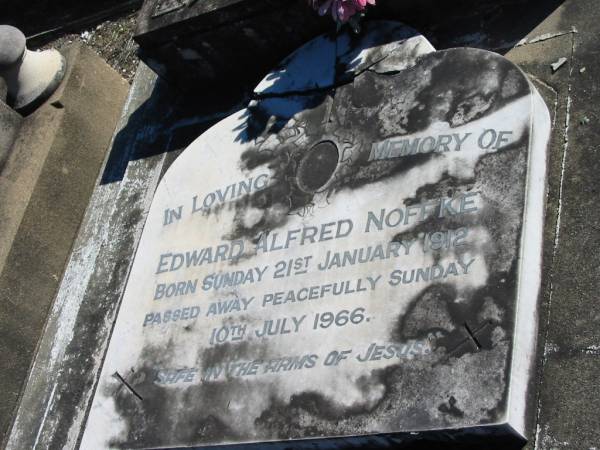 IN LOVING MEMORY OF
EDWARD ALFRED NOFFKE
BORN SUNDAY 21ST JANUARY 1912
PASSED AWAY PEACEFULLY SUNDAY
10TH JULY 1966.
SAFE IN THE ARMS OF JESUS.